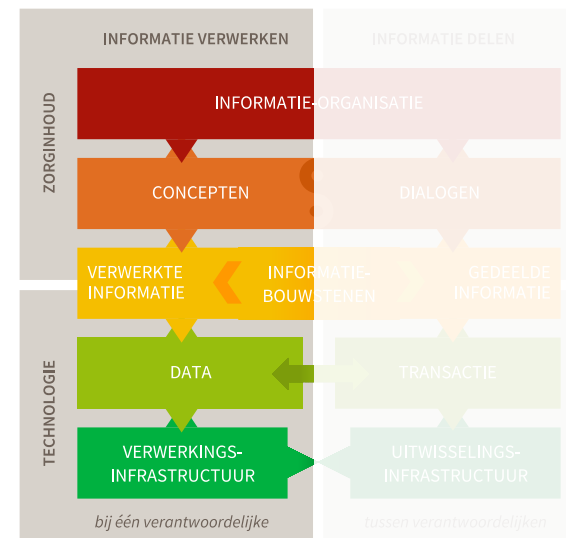 INFORMATIE VERWERKEN
INFORMATIE DELEN
ZORGINHOUD
INFORMATIE-ORGANISATIE
CONCEPTEN
DIALOGEN
VERWERKTE
INFORMATIE
INFORMATIE-
BOUWSTENEN
GEDEELDE
INFORMATIE
TECHNOLOGIE
DATA
TRANSACTIE
VERWERKINGS-
INFRASTRUCTUUR
UITWISSELINGS-
INFRASTRUCTUUR
bij één verantwoordelijke
tussen verantwoordelijken